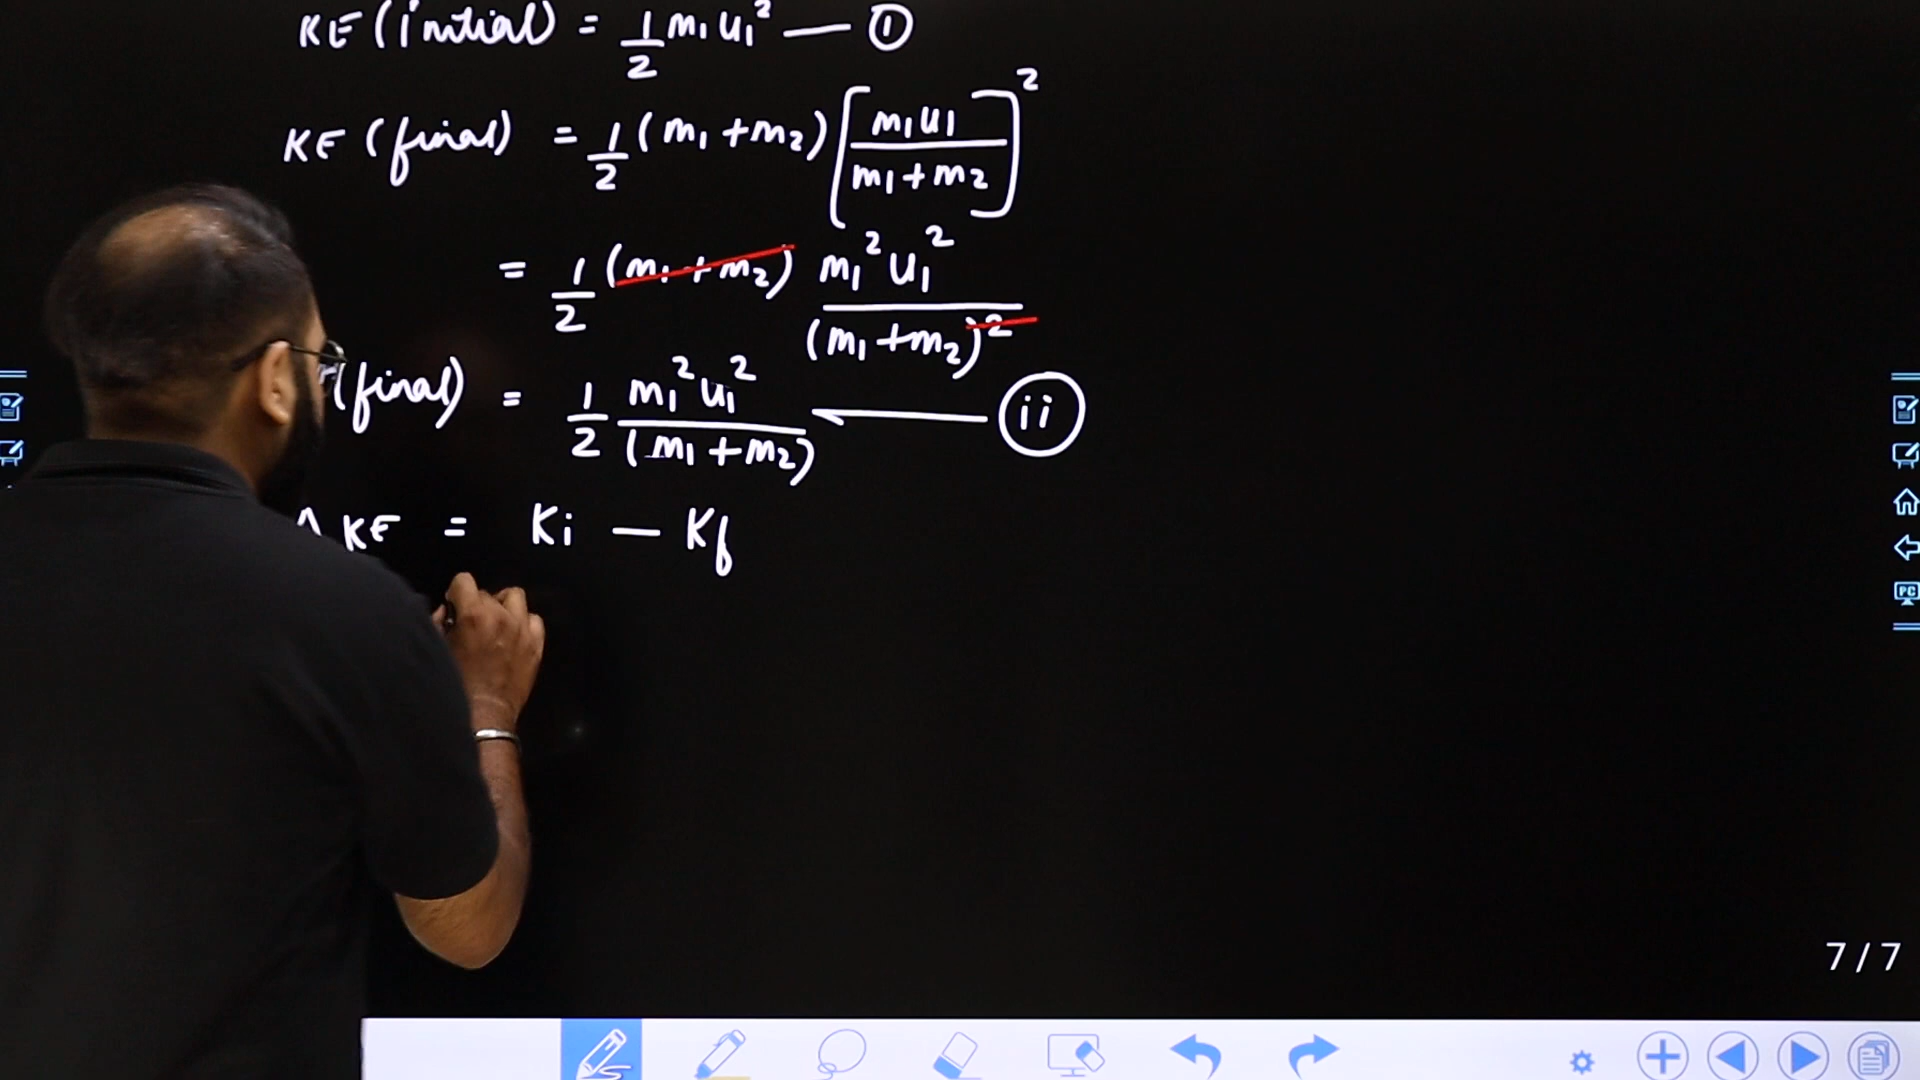 KE (initial) = 1/2 m₁u₁² — ①
KE (final) = 1/2 (m₁ + m₂) [m₁u₁ / m₁ + m₂]²
= 1/2 (m₁ + m₂) m₁²u₁² / (m₁ + m₂)²
(final) = 1/2 m₁²u₁² / (m₁ + m₂) ⟵ ⓘⓘ
Δ KE = Ki — Kf
PC
7 / 7